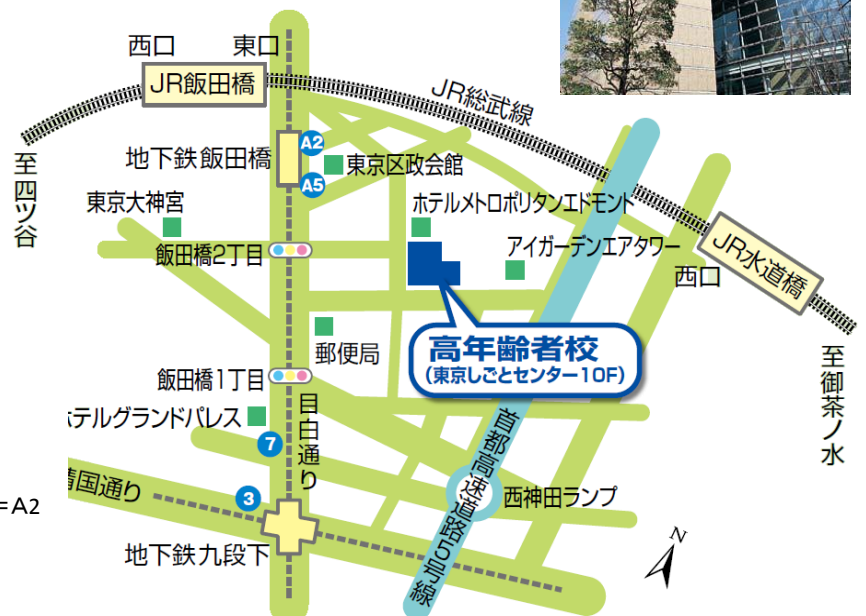 西口
東口
JR飯田橋
JR総武線
至四ツ谷
地下鉄飯田橋
A2
東京区政会館
A5
東京大神宮
ホテルメトロポリタンエドモント
飯田橋2丁目
アイガーデンエアタワー
JR水道橋
西口
高年齢者校
(東京しごとセンター10F)
郵便局
飯田橋1丁目
至御茶ノ水
ホテルグランドパレス
目白通り
首都高速道路5号線
7
国通り
3
西神田ランプ
=A2
地下鉄九段下
N